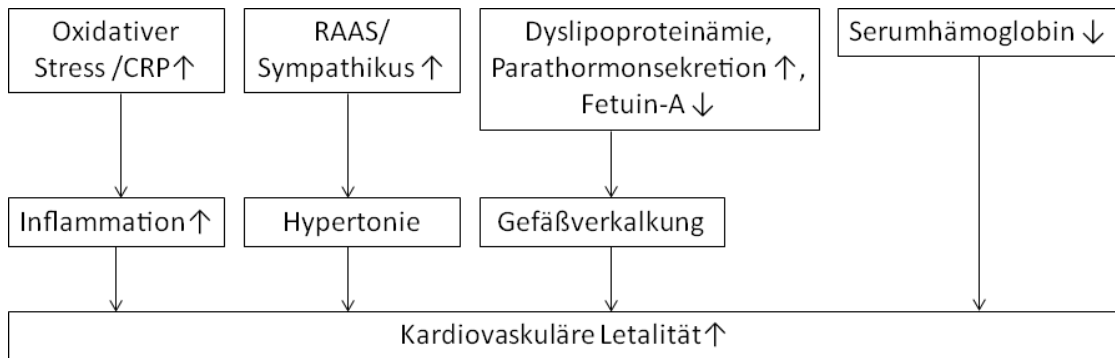 Oxidativer
Stress /CRP↑
RAAS/
Sympathikus ↑
Dyslipoproteinämie,
Parathormonsekretion ↑,
Fetuin-A ↓
Serumhämoglobin ↓
Inflammation ↑
Hypertonie
Gefäßverkalkung
Kardiovaskuläre Letalität ↑